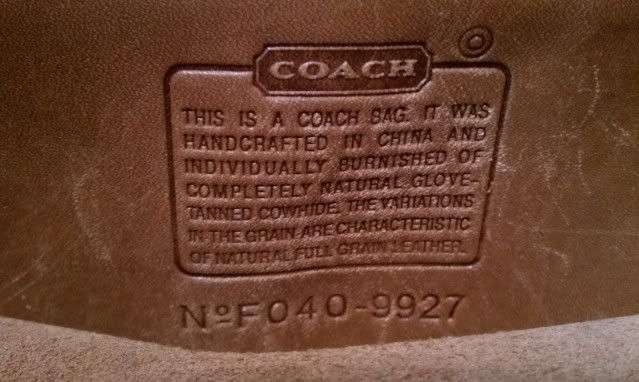 COACH
THIS IS A COACH BAG. IT WAS
HANDCRAFTED IN CHINA AND
INDIVIDUALLY BURNISHED OF
COMPLETELY NATURAL GLOVE-
TANNED COWHIDE. THE VARIATIONS
IN THE GRAIN ARE CHARACTERISTIC
OF NATURAL FULL GRAIN LEATHER.
NºF040-9927